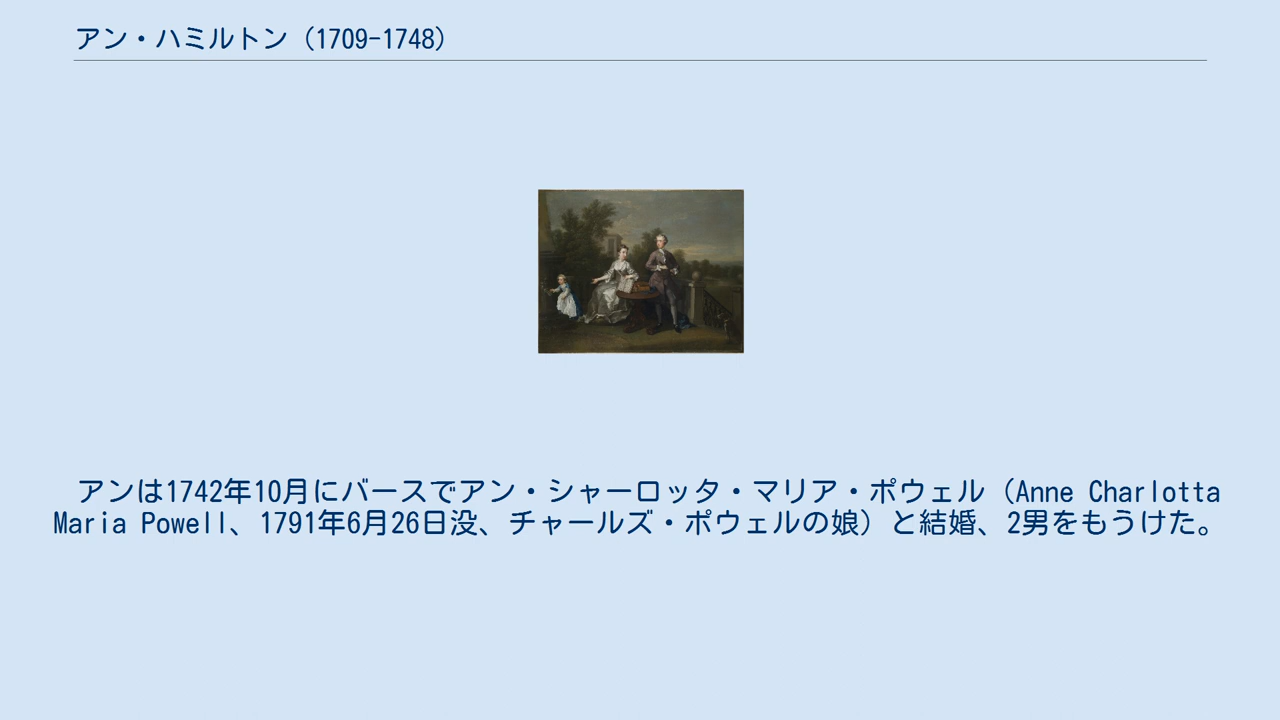 アン・ハミルトン（1709-1748）
アンは1742年10月にバースでアン・シャーロッタ・マリア・ポウェル（Anne Charlotta
Maria Powell、1791年6月26日没、チャールズ・ポウェルの娘）と結婚、2男をもうけた。